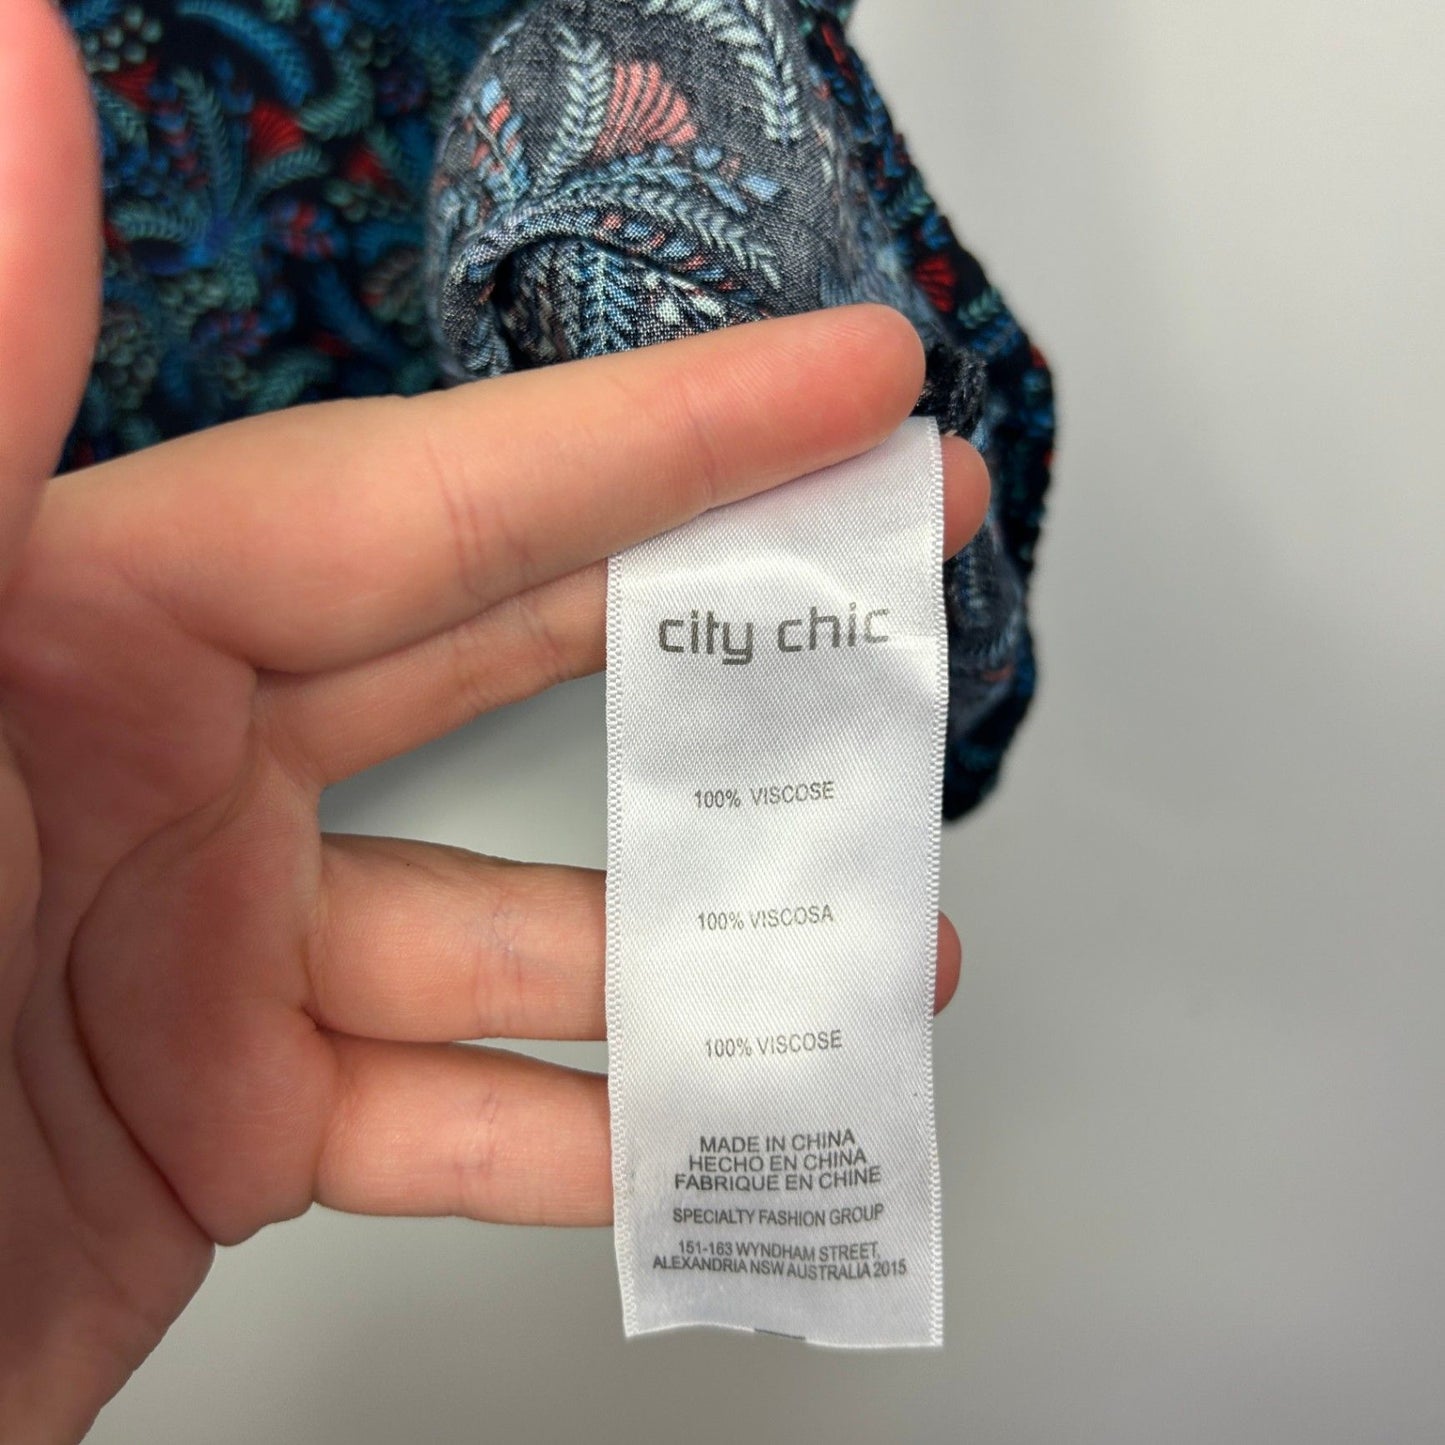 city chic
100% VISCOSE
100% VISCOSA
100% VISCOSE
MADE IN CHINA
HECHO EN CHINA
FABRIQUE EN CHINE
SPECIALTY FASHION GROUP
151-163 WYNDHAM STREET,
ALEXANDRIA NSW AUSTRALIA 2015